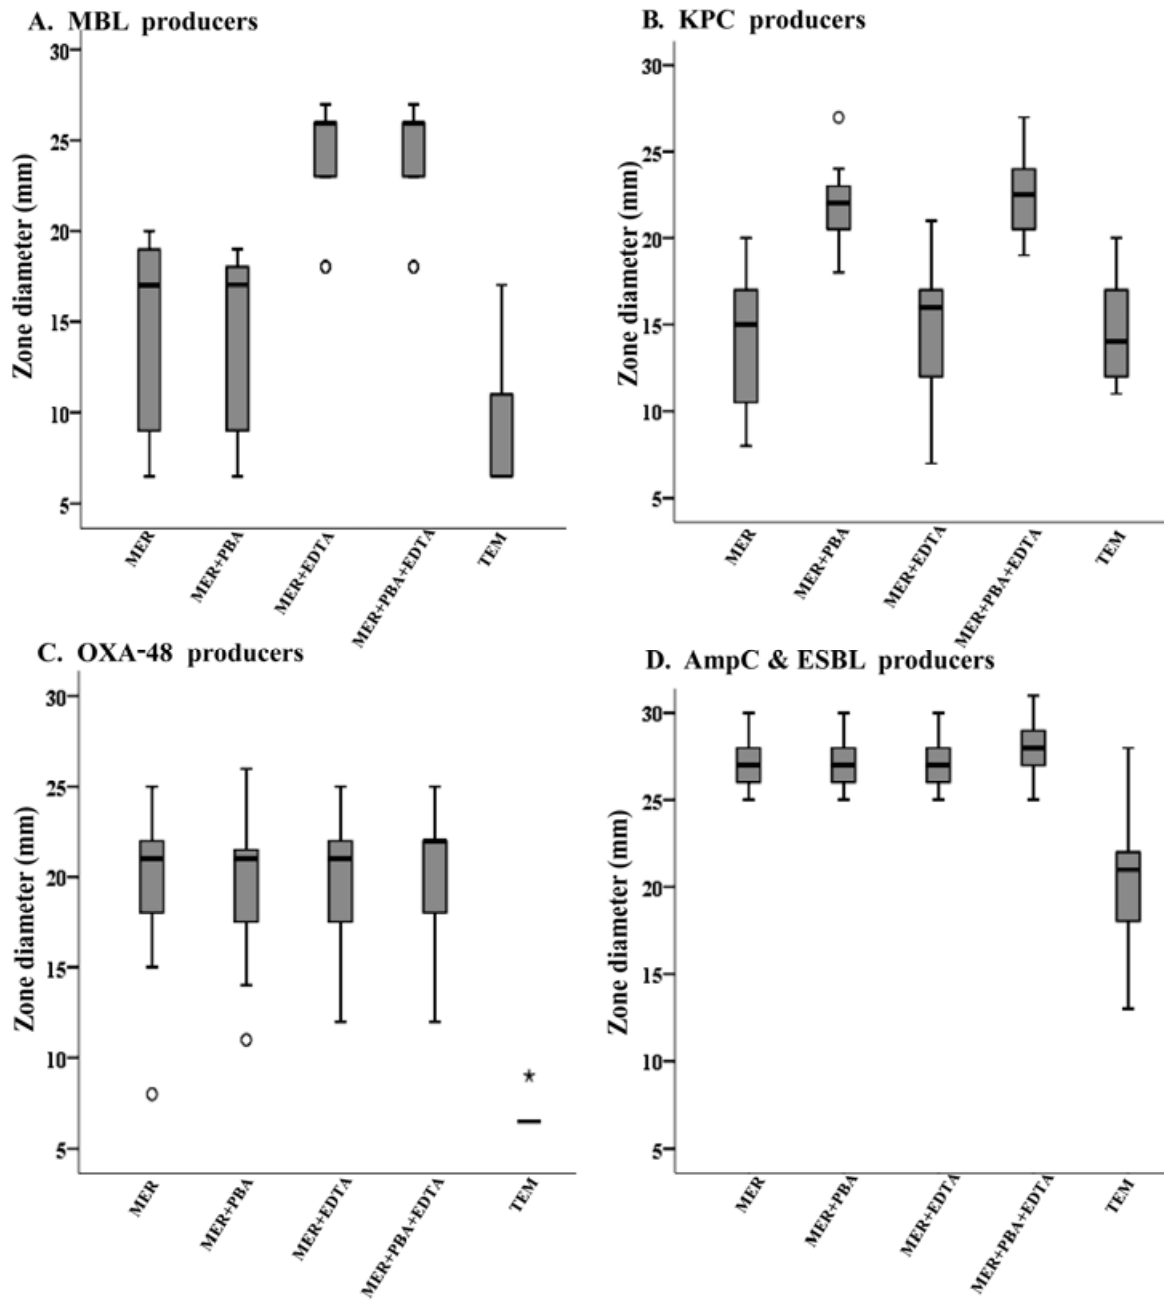 A. MBL producers
30
25
20
15
10
5
Zone diameter (mm)
MER
MER+PBA
MER+EDTA
MER+PBA+EDTA
TEM
B. KPC producers
30
25
20
15
10
5
Zone diameter (mm)
MER
MER+PBA
MER+EDTA
MER+PBA+EDTA
TEM
C. OXA-48 producers
30
25
20
15
10
5
Zone diameter (mm)
MER
MER+PBA
MER+EDTA
MER+PBA+EDTA
TEM
D. AmpC & ESBL producers
30
25
20
15
10
5
Zone diameter (mm)
MER
MER+PBA
MER+EDTA
MER+PBA+EDTA
TEM